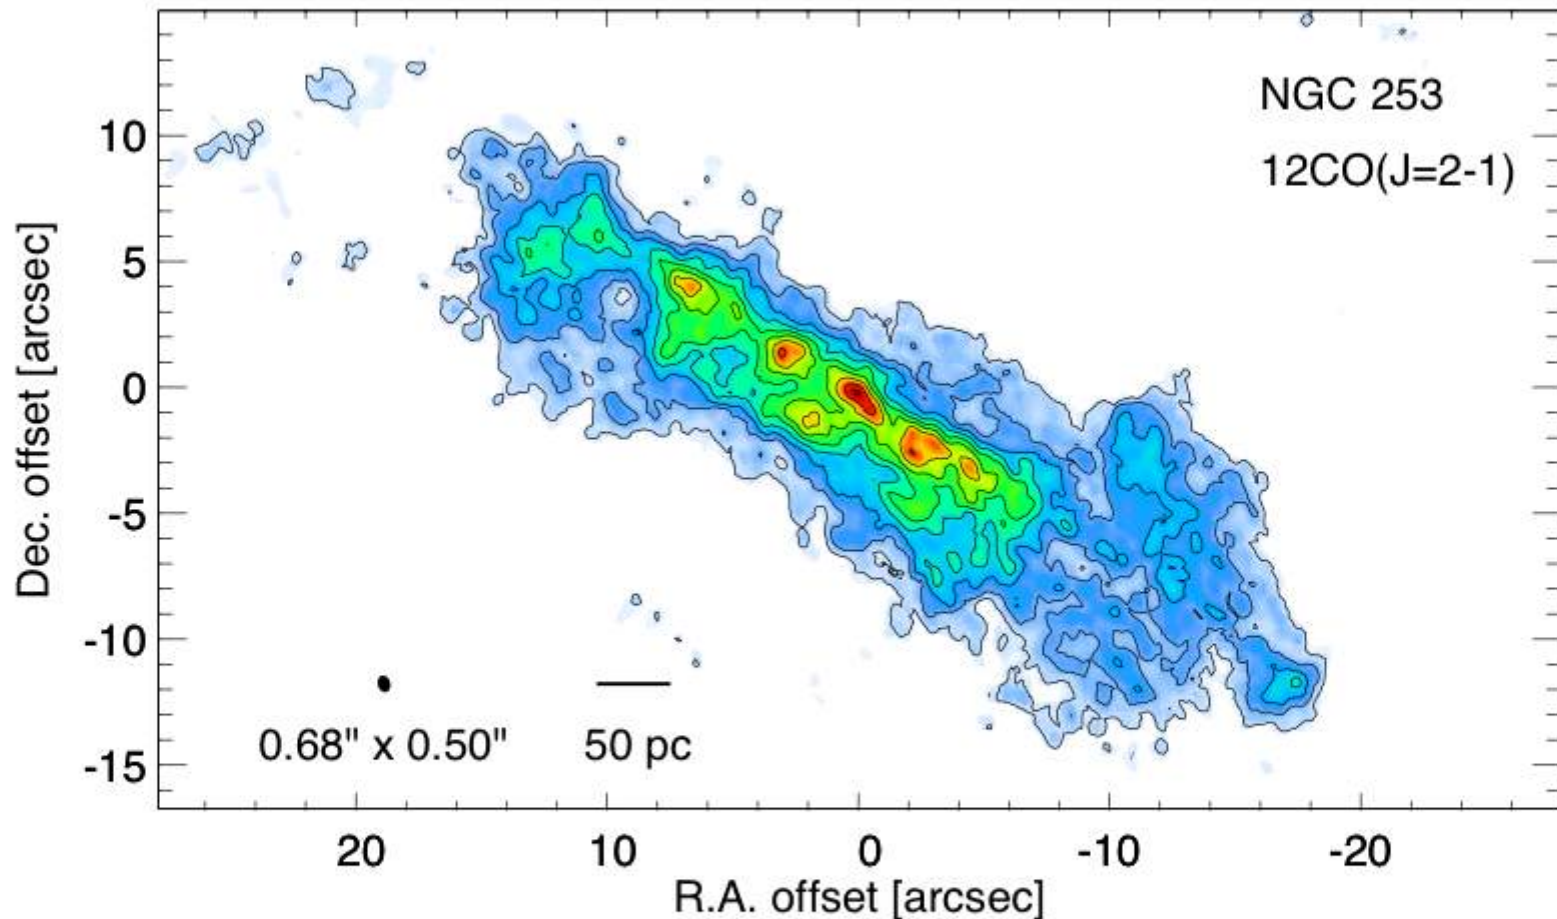 NGC 253
12CO(J=2-1)
10
5
0
-5
-10
-15
Dec. offset [arcsec]
0.68" x 0.50"
50 pc
20 10 0 -10 -20
R.A. offset [arcsec]